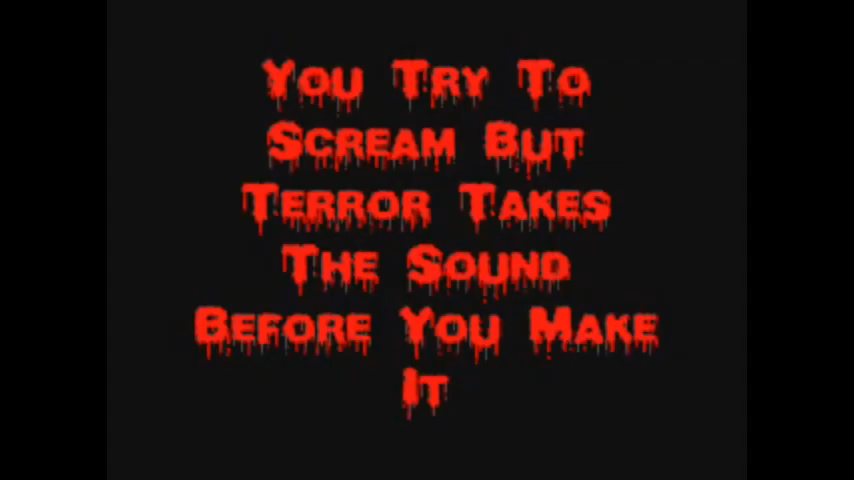 You Try To
Scream But
Terror Takes
The Sound
Before You Make
It